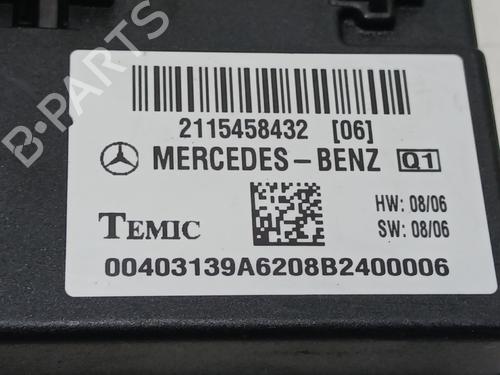 B-PARTS
2115458432 [06]
MERCEDES-BENZ Q1
TEMIC
HW: 08/06
SW: 08/06
00403139A6208B2400006